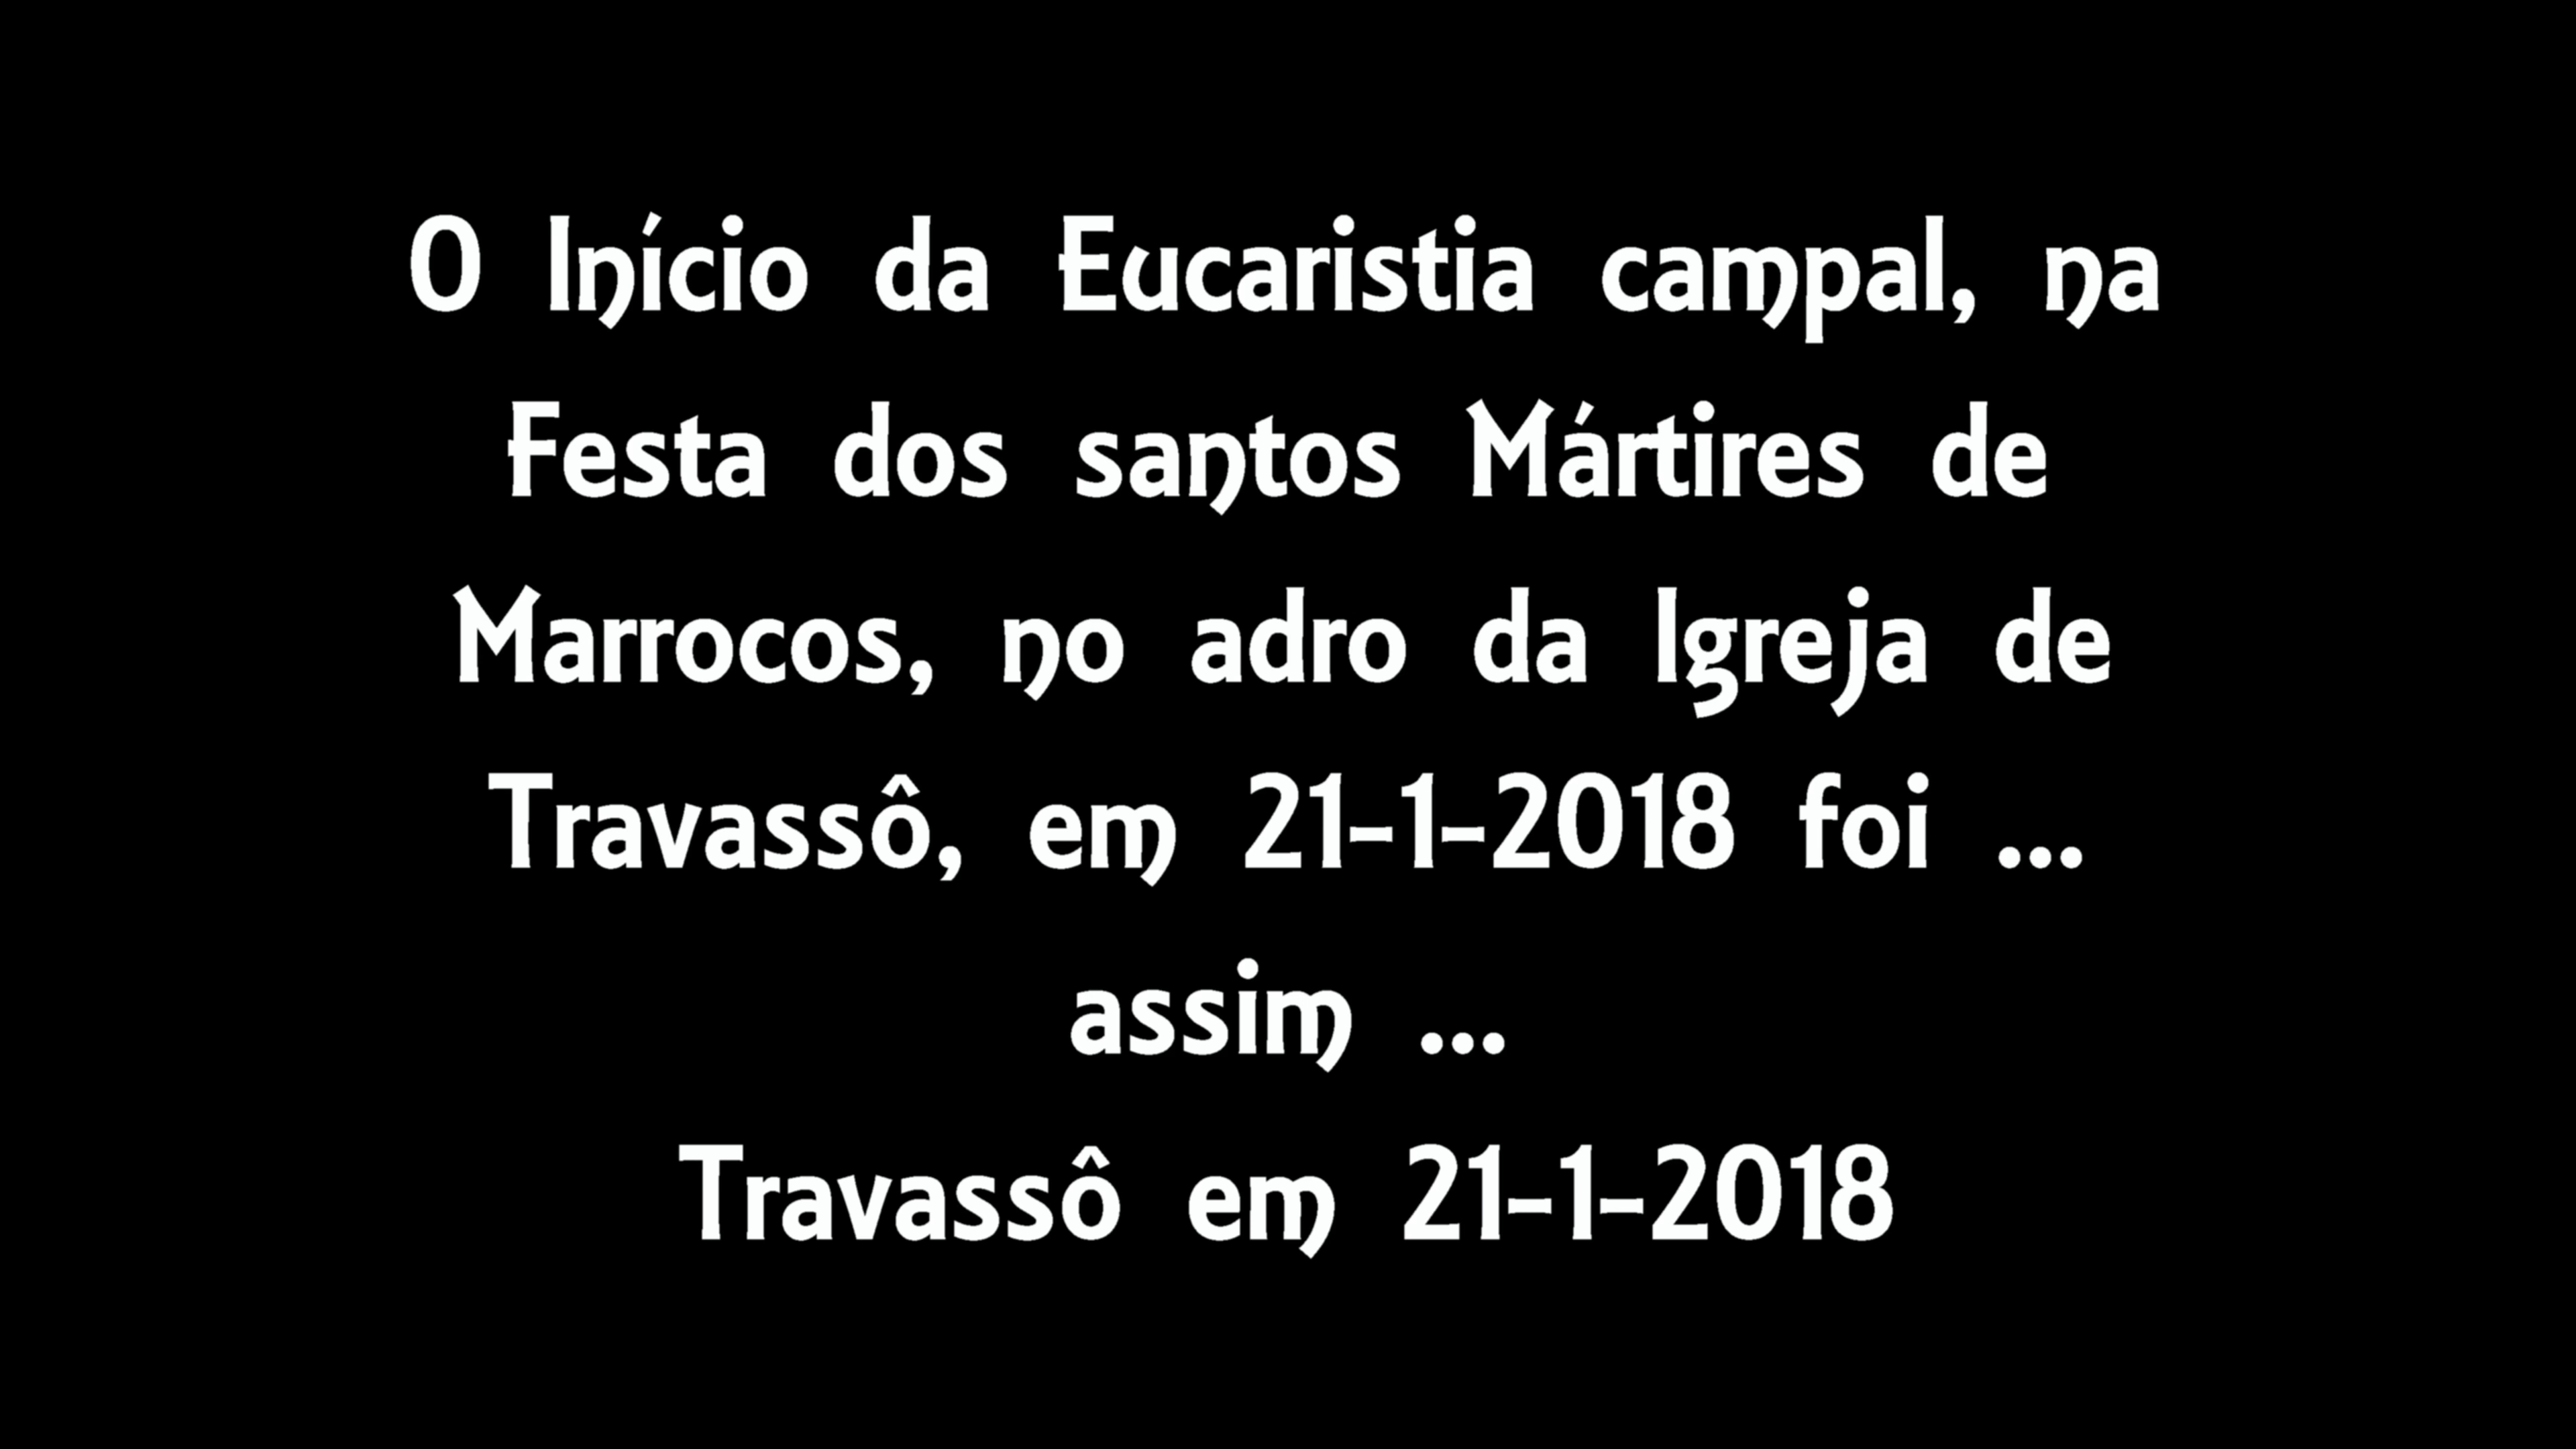 O Início da Eucaristia campal, na
Festa dos santos Mártires de
Marrocos, no adro da Igreja de
Travassô, em 21-1-2018 foi ...
assim ...
Travassô em 21-1-2018